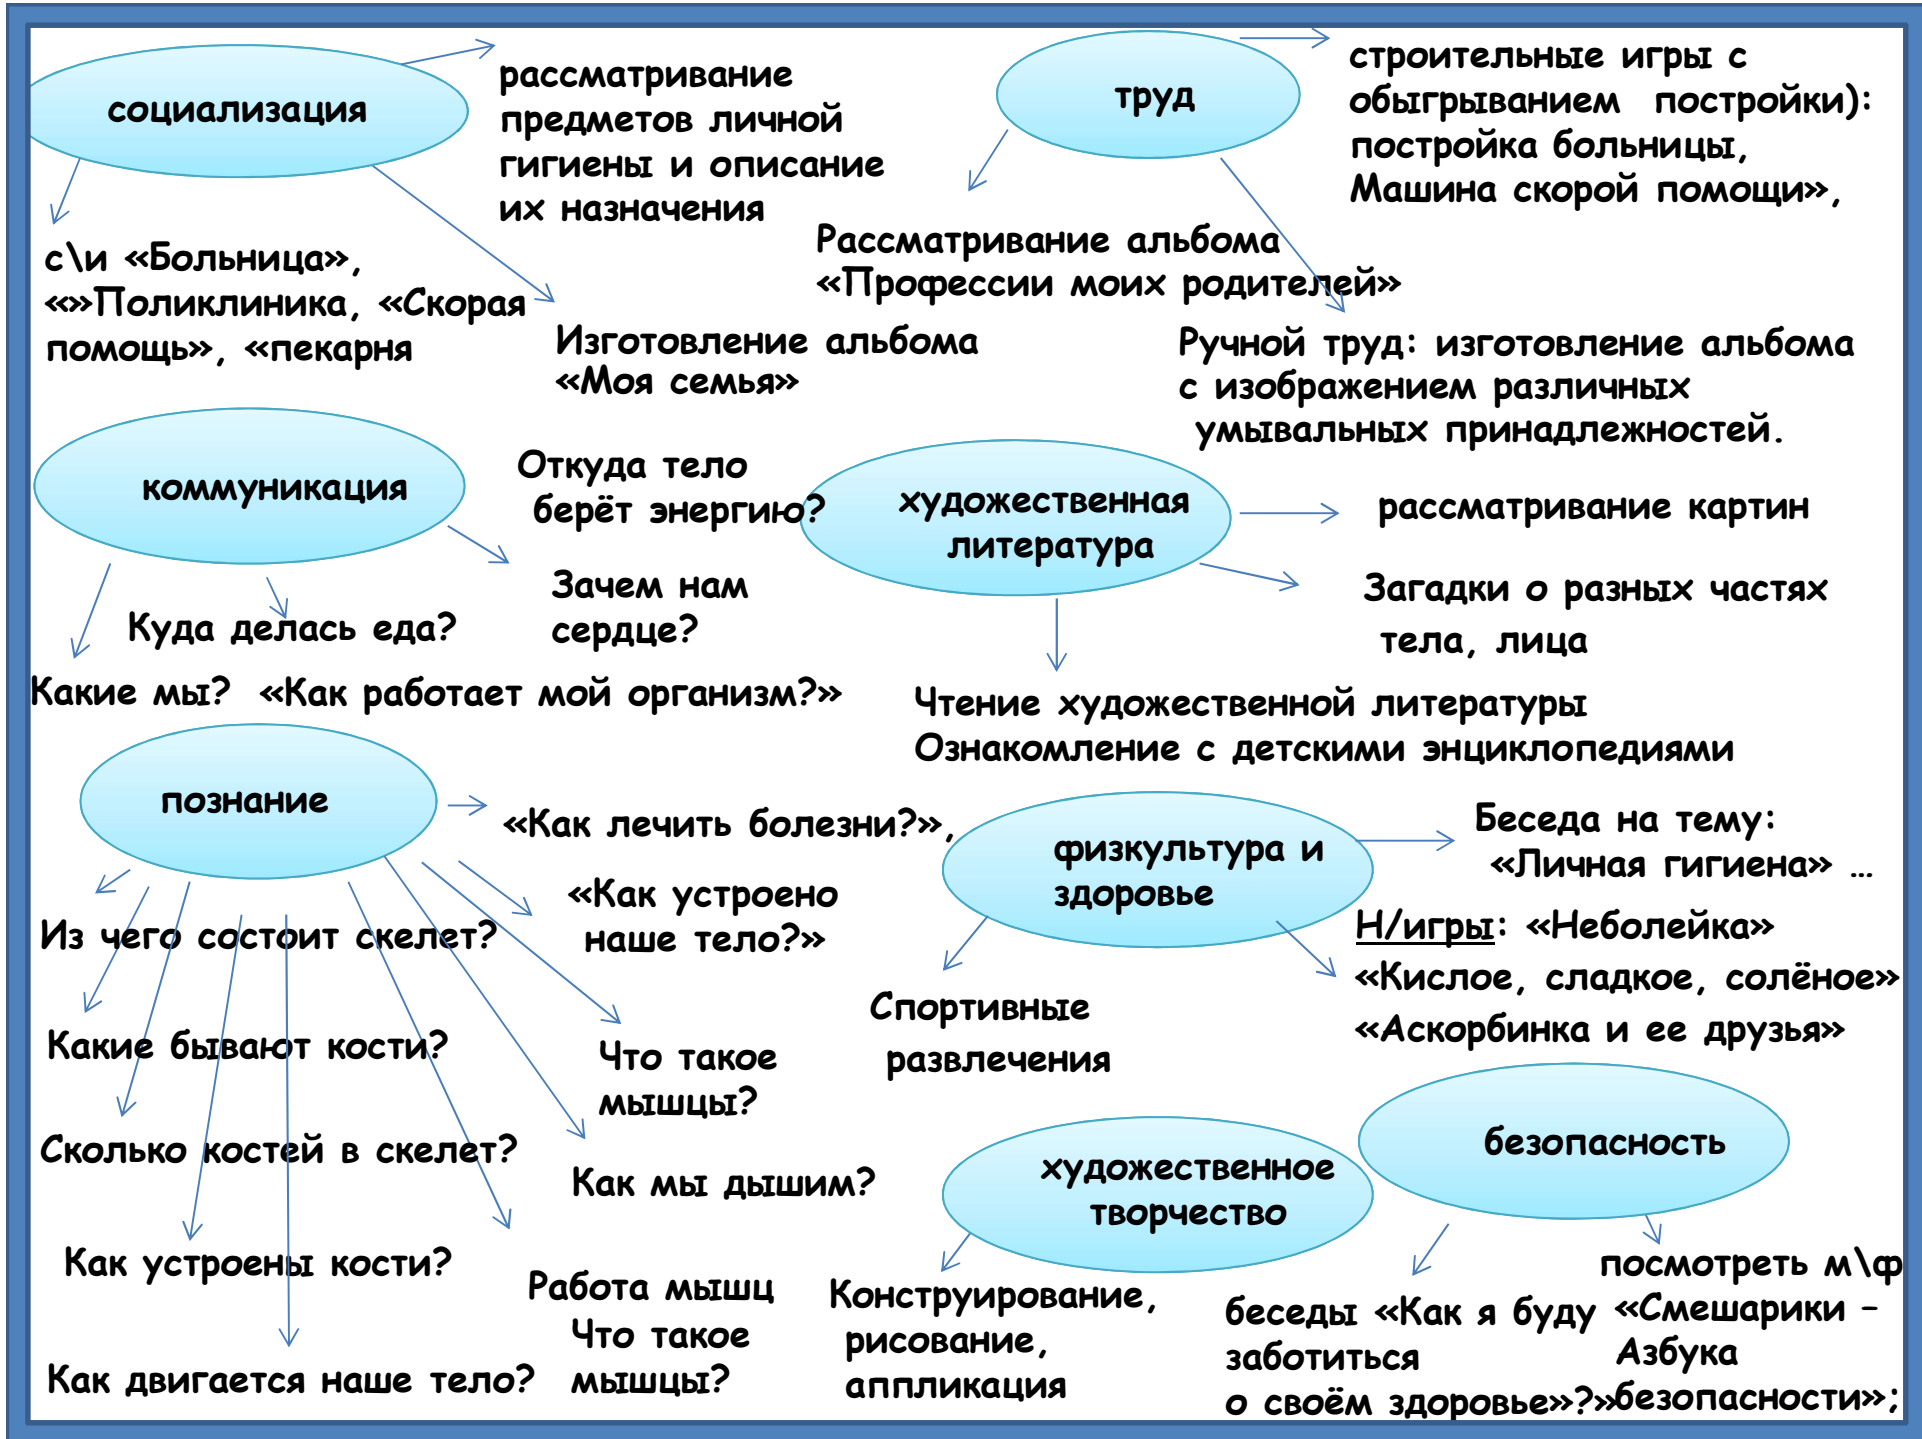 социализация
рассматривание
предметов личной
гигиены и описание
их назначения
с\и «Больница»,
«»Поликлиника, «Скорая
помощь», «пекарня
Изготовление альбома
«Моя семья»
труд
строительные игры с
обыгрыванием постройки):
постройка больницы,
Машина скорой помощи»,
Рассматривание альбома
«Профессии моих родителей»
Ручной труд: изготовление альбома
с изображением различных
умывальных принадлежностей.
коммуникация
Откуда тело
берёт энергию?
Зачем нам
сердце?
Куда делась еда?
Какие мы? «Как работает мой организм?»
художественная
литература
рассматривание картин
Загадки о разных частях
тела, лица
Чтение художественной литературы
Ознакомление с детскими энциклопедиями
познание
«Как лечить болезни?»,
«Как устроено
наше тело?»
Из чего состоит скелет?
Какие бывают кости?
Что такое
мышцы?
Сколько костей в скелет?
Как мы дышим?
Как устроены кости?
Работа мышц
Что такое
мышцы?
Как двигается наше тело?
физкультура и
здоровье
Беседа на тему:
«Личная гигиена» …
Н/игры: «Неболейка»
«Кислое, сладкое, солёное»
«Аскорбинка и ее друзья»
Спортивные
развлечения
художественное
творчество
Конструирование,
рисование,
аппликация
безопасность
беседы «Как я буду
заботиться
о своём здоровье»?»
посмотреть м\ф
«Смешарики –
Азбука
безопасности»;